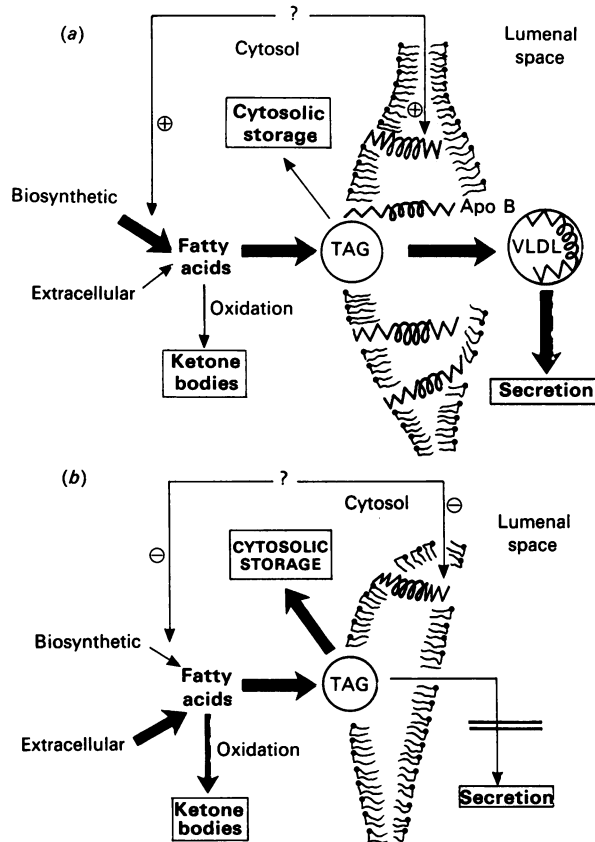 ?
(a)
Cytosol
Lumenal
space
⊕
⊕
Cytosolic
storage
Biosynthetic
Apo B
Fatty
acids
TAG
VLDL
Extracellular
Oxidation
Ketone
bodies
Secretion
(b)
?
Cytosol
Lumenal
space
⊖
⊖
CYTOSOLIC
STORAGE
Biosynthetic
Fatty
acids
TAG
Extracellular
Oxidation
Secretion
Ketone
bodies